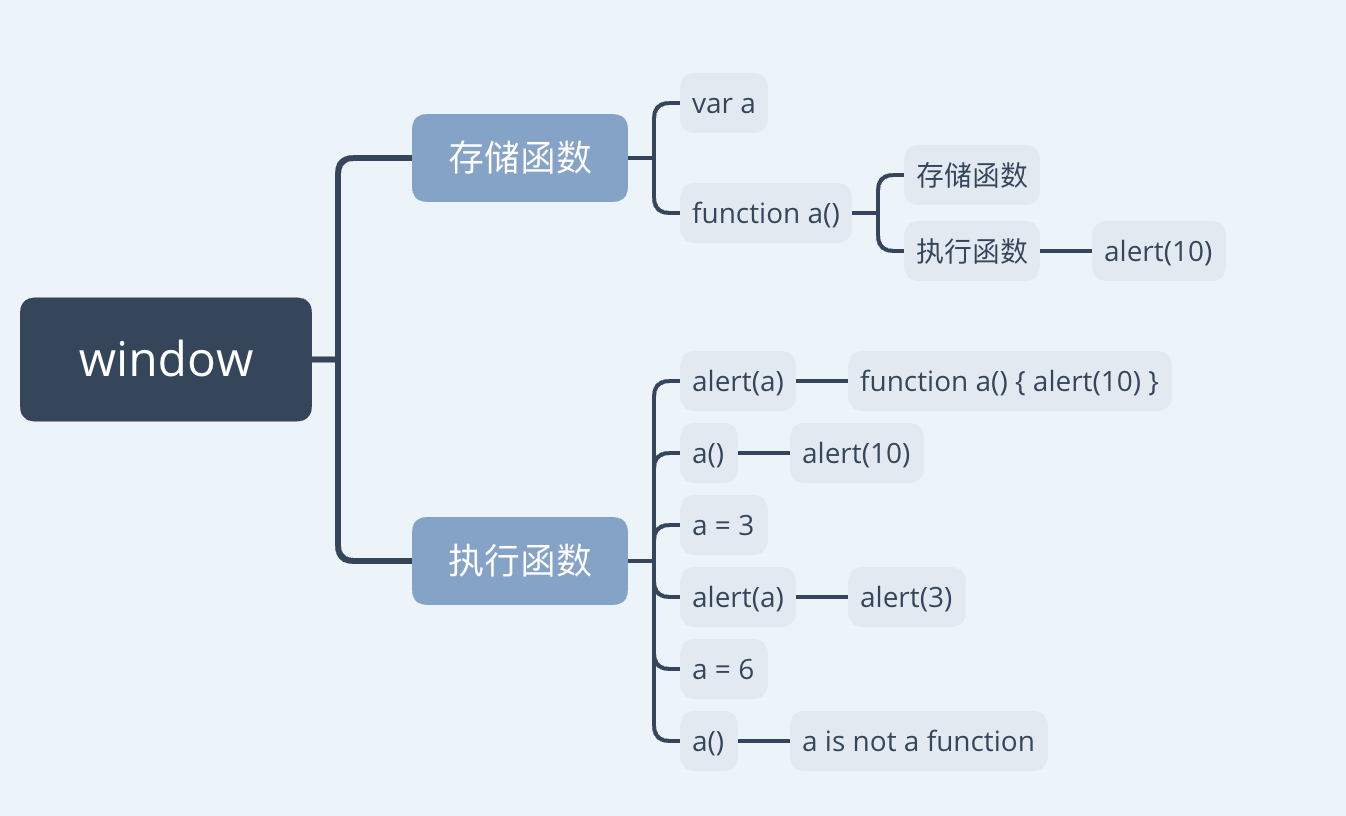 window
存储函数
var a
function a()
存储函数
执行函数
alert(10)
执行函数
alert(a)
function a() { alert(10) }
a()
alert(10)
a = 3
alert(a)
alert(3)
a = 6
a()
a is not a function